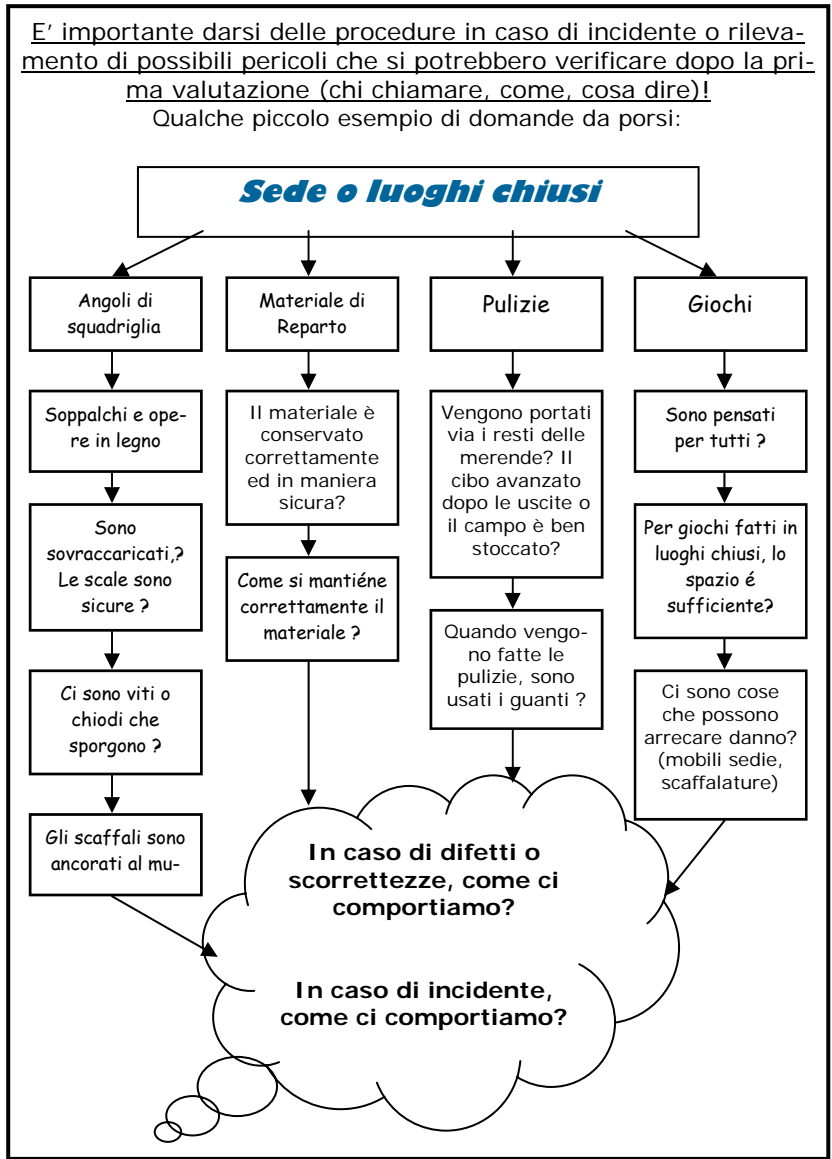 E' importante darsi delle procedure in caso di incidente o rileva-
mento di possibili pericoli che si potrebbero verificare dopo la pri-
ma valutazione (chi chiamare, come, cosa dire)!
Qualche piccolo esempio di domande da porsi:
Sede o luoghi chiusi
Angoli di
squadriglia
Soppalchi e ope-
re in legno
Sono
sovraccaricati,?
Le scale sono
sicure ?
Ci sono viti o
chiodi che
sporgono ?
Gli scaffali sono
ancorati al mu-
Materiale di
Reparto
Il materiale è
conservato
correttamente
ed in maniera
sicura?
Come si mantiéne
correttamente il
materiale ?
Pulizie
Vengono portati
via i resti delle
merende? Il
cibo avanzato
dopo le uscite o
il campo è ben
stoccato?
Quando vengo-
no fatte le
pulizie, sono
usati i guanti ?
Giochi
Sono pensati
per tutti ?
Per giochi fatti in
luoghi chiusi, lo
spazio é
sufficiente?
Ci sono cose
che possono
arrecare danno?
(mobili sedie,
scaffalature)
In caso di difetti o
scorrettezze, come ci
comportiamo?
In caso di incidente,
come ci comportiamo?